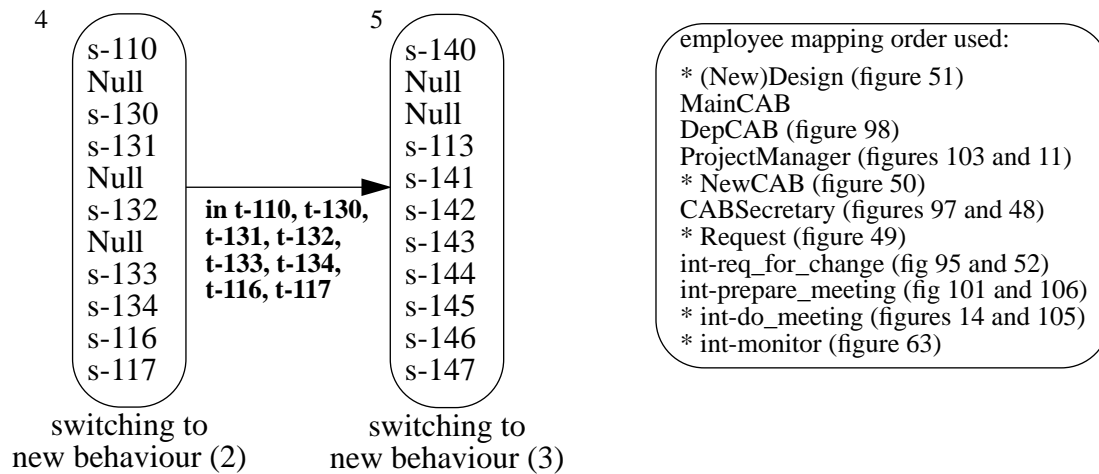 4
s-110
Null
s-130
s-131
Null
s-132
Null
s-133
s-134
s-116
s-117
switching to
new behaviour (2)
in t-110, t-130,
t-131, t-132,
t-133, t-134,
t-116, t-117
5
s-140
Null
Null
s-113
s-141
s-142
s-143
s-144
s-145
s-146
s-147
switching to
new behaviour (3)
employee mapping order used:
* (New)Design (figure 51)
MainCAB
DepCAB (figure 98)
ProjectManager (figures 103 and 11)
* NewCAB (figure 50)
CABSecretary (figures 97 and 48)
* Request (figure 49)
int-req_for_change (fig 95 and 52)
int-prepare_meeting (fig 101 and 106)
* int-do_meeting (figures 14 and 105)
* int-monitor (figure 63)